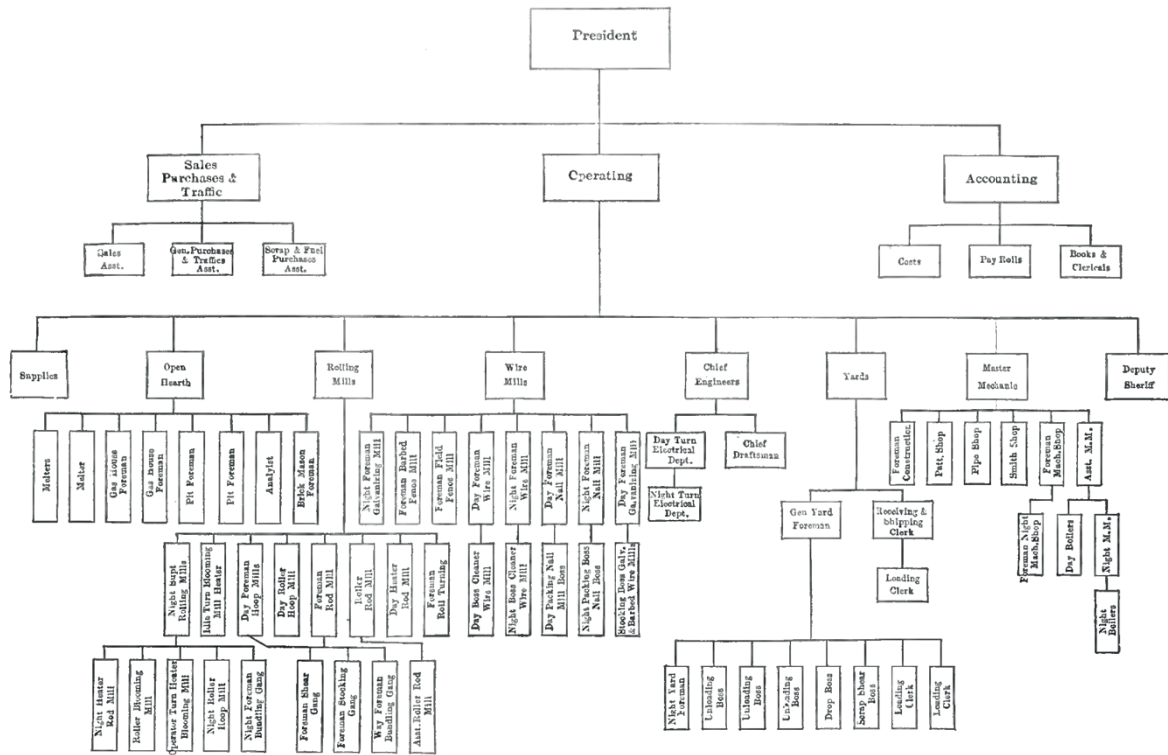 President
Sales
Purchases &
Traffic
Operating
Accounting
Sales
Asst.
Gen. Purchases
& Traffics
Asst.
Scrap & Fuel
Purchases
Asst.
Costs
Pay Rolls
Books &
Clericals
Supplies
Open
Hearth
Rolling
Mills
Wire
Mills
Chief
Engineers
Yards
Master
Mechanic
Deputy
Sheriff
Melters
Melter
Gas House
Foreman
Gas House
Foreman
Pit Foreman
Pit Foreman
Analyist
Brick Mason
Foreman
Night Foreman
Galvanizing Mill
Foreman Barbed
Fence Mill
Foreman Field
Fence Mill
Day Foreman
Wire Mill
Night Foreman
Wire Mill
Day Foreman
Nail Mill
Night Foreman
Nail Mill
Day Foreman
Galvanizing Mill
Day Turn
Electrical
Dept.
Chief
Draftsman
Night Turn
Electrical
Dept.
Foreman
Construction
Patt. Shop
Pipe Shop
Smith Shop
Foreman
Mach. Shop
Asst. M.M.
Gen Yard
Foreman
Receiving &
Shipping
Clerk
Foreman Night
Mach. Shop
Day Boilers
Night M.M.
Night Supt
Rolling Mills
Idle Turn Blooming
Mill Heater
Day Foreman
Hoop Mills
Day Roller
Hoop Mill
Foreman
Rod Mill
Roller
Rod Mill
Day Heater
Rod Mill
Foreman
Roll Turning
Day Boss Cleaner
Wire Mill
Night Boss Cleaner
Wire Mill
Day Packing Nail
Mill Boss
Night Packing Boss
Nail Boss
Stocking Boss Galv.
& Barbed Wire Mills
Loading
Clerk
Night
Boilers
Night Heater
Rod Mill
Roller Blooming
Mill
Operator Turn Heater
Blooming Mill
Night Roller
Hoop Mill
Night Foreman
Bundling Gang
Foreman Shear
Gang
Foreman Stocking
Gang
Way Foreman
Bundling Gang
Asst. Roller Rod
Mill
Night Yard
Foreman
Unloading
Boss
Unloading
Boss
Unloading
Boss
Drop Boss
Scrap Shear
Boss
Loading
Clerk
Loading
Clerk